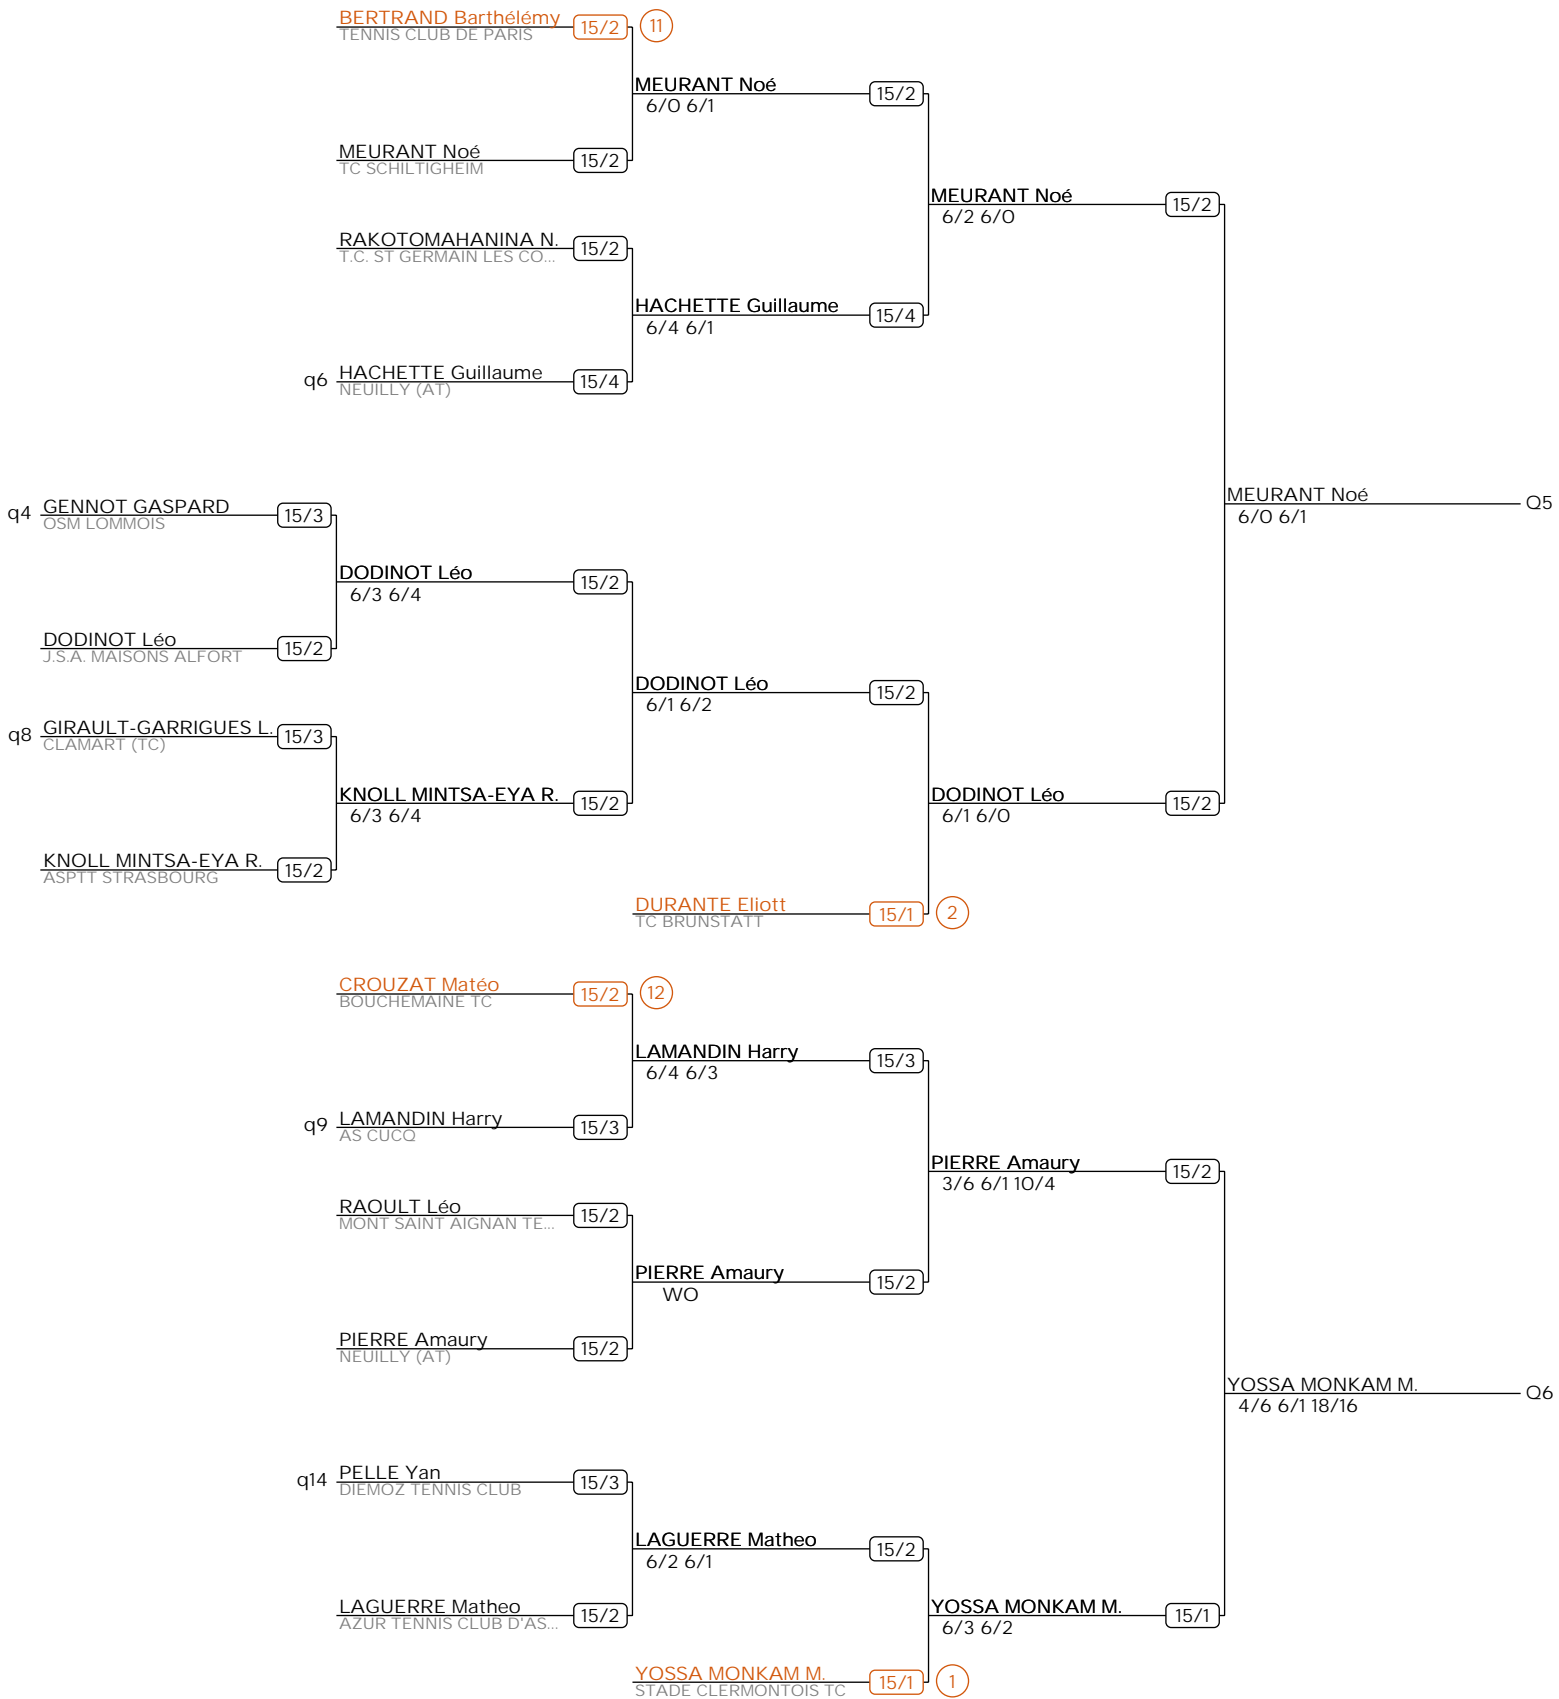 BERTRAND Barthélémy 15/2 11
TENNIS CLUB DE PARIS
MEURANT Noé 15/2
6/0 6/1
MEURANT Noé 15/2
TC SCHILTIGHEIM
MEURANT Noé 15/2
6/2 6/0
RAKOTOMAHANINA N. 15/2
T.C. ST GERMAIN LES CO...
HACHETTE Guillaume 15/4
6/4 6/1
q6 HACHETTE Guillaume 15/4
NEUILLY (AT)
MEURANT Noé Q5
6/0 6/1
q4 GENNOT GASPARD 15/3
OSM LOMMOIS
DODINOT Léo 15/2
6/3 6/4
DODINOT Léo 15/2
J.S.A. MAISONS ALFORT
DODINOT Léo 15/2
6/1 6/2
q8 GIRAULT-GARRIGUES L. 15/3
CLAMART (TC)
KNOLL MINTSA-EYA R. 15/2
6/3 6/4
DODINOT Léo 15/2
6/1 6/0
KNOLL MINTSA-EYA R. 15/2
ASPTT STRASBOURG
DURANTE Eliott 15/1 2
TC BRUNSTATT
CROUZAT Matéo 15/2 12
BOUCHEMAINE TC
LAMANDIN Harry 15/3
6/4 6/3
q9 LAMANDIN Harry 15/3
AS CUCQ
PIERRE Amaury 15/2
3/6 6/1 10/4
RAOULT Léo 15/2
MONT SAINT AIGNAN TE...
PIERRE Amaury 15/2
WO
PIERRE Amaury 15/2
NEUILLY (AT)
YOSSA MONKAM M. Q6
4/6 6/1 18/16
q14 PELLE Yan 15/3
DIEMOZ TENNIS CLUB
LAGUERRE Matheo 15/2
6/2 6/1
LAGUERRE Matheo 15/2
AZUR TENNIS CLUB D'AS...
YOSSA MONKAM M. 15/1
6/3 6/2
YOSSA MONKAM M. 15/1 1
STADE CLERMONTOIS TC